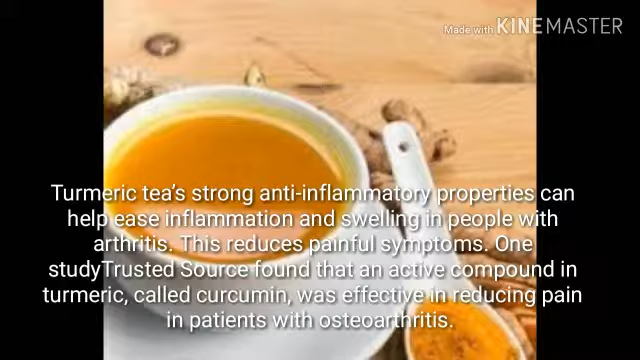 Made with KINEMASTER
Turmeric tea’s strong anti-inflammatory properties can
help ease inflammation and swelling in people with
arthritis. This reduces painful symptoms. One
studyTrusted Source found that an active compound in
turmeric, called curcumin, was effective in reducing pain
in patients with osteoarthritis.